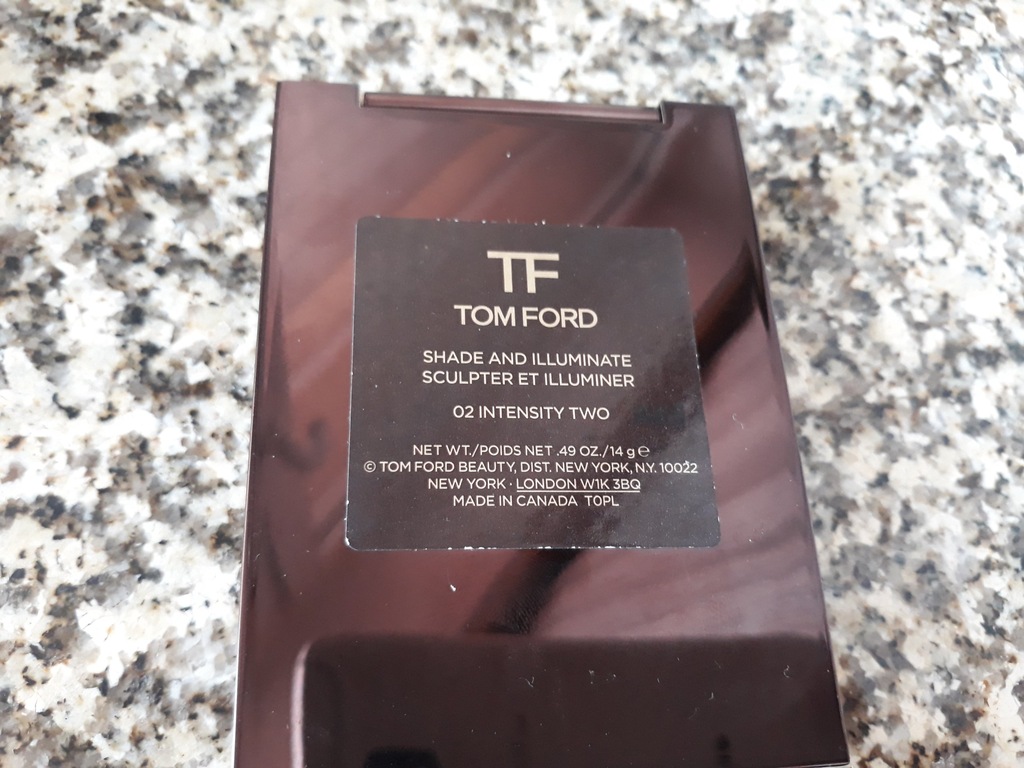 TF
TOM FORD
SHADE AND ILLUMINATE
SCULPTER ET ILLUMINER
02 INTENSITY TWO
NET WT./POIDS NET .49 OZ./14 g ℮
© TOM FORD BEAUTY, DIST. NEW YORK, N.Y. 10022
NEW YORK · LONDON W1K 3BQ
MADE IN CANADA T0PL